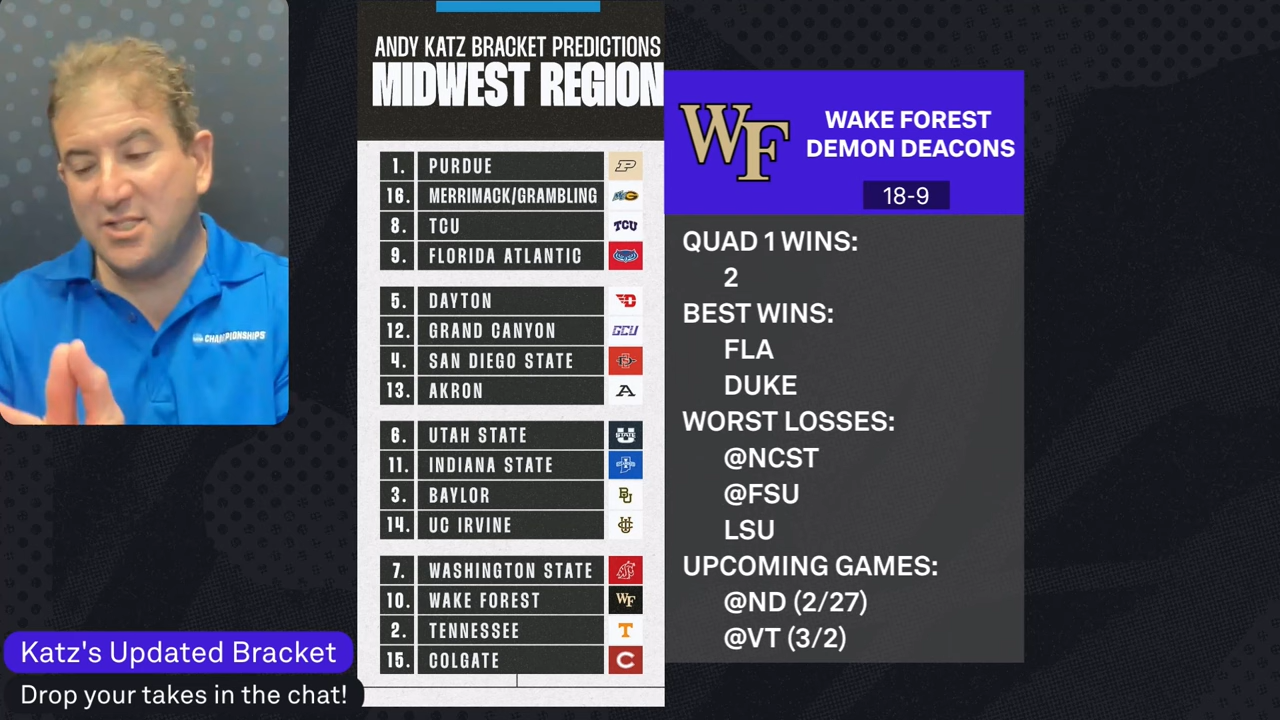 CHAMPIONSHIPS
ANDY KATZ BRACKET PREDICTIONS
MIDWEST REGION
1. PURDUE
16. MERRIMACK/GRAMBLING
8. TCU TCU
9. FLORIDA ATLANTIC
5. DAYTON
12. GRAND CANYON GCU
4. SAN DIEGO STATE
13. AKRON
6. UTAH STATE
11. INDIANA STATE
3. BAYLOR
14. UC IRVINE
7. WASHINGTON STATE
10. WAKE FOREST WF
2. TENNESSEE T
15. COLGATE C
WF
WAKE FOREST
DEMON DEACONS
18-9
QUAD 1 WINS:
2
BEST WINS:
FLA
DUKE
WORST LOSSES:
@NCST
@FSU
LSU
UPCOMING GAMES:
@ND (2/27)
@VT (3/2)
Katz's Updated Bracket
Drop your takes in the chat!